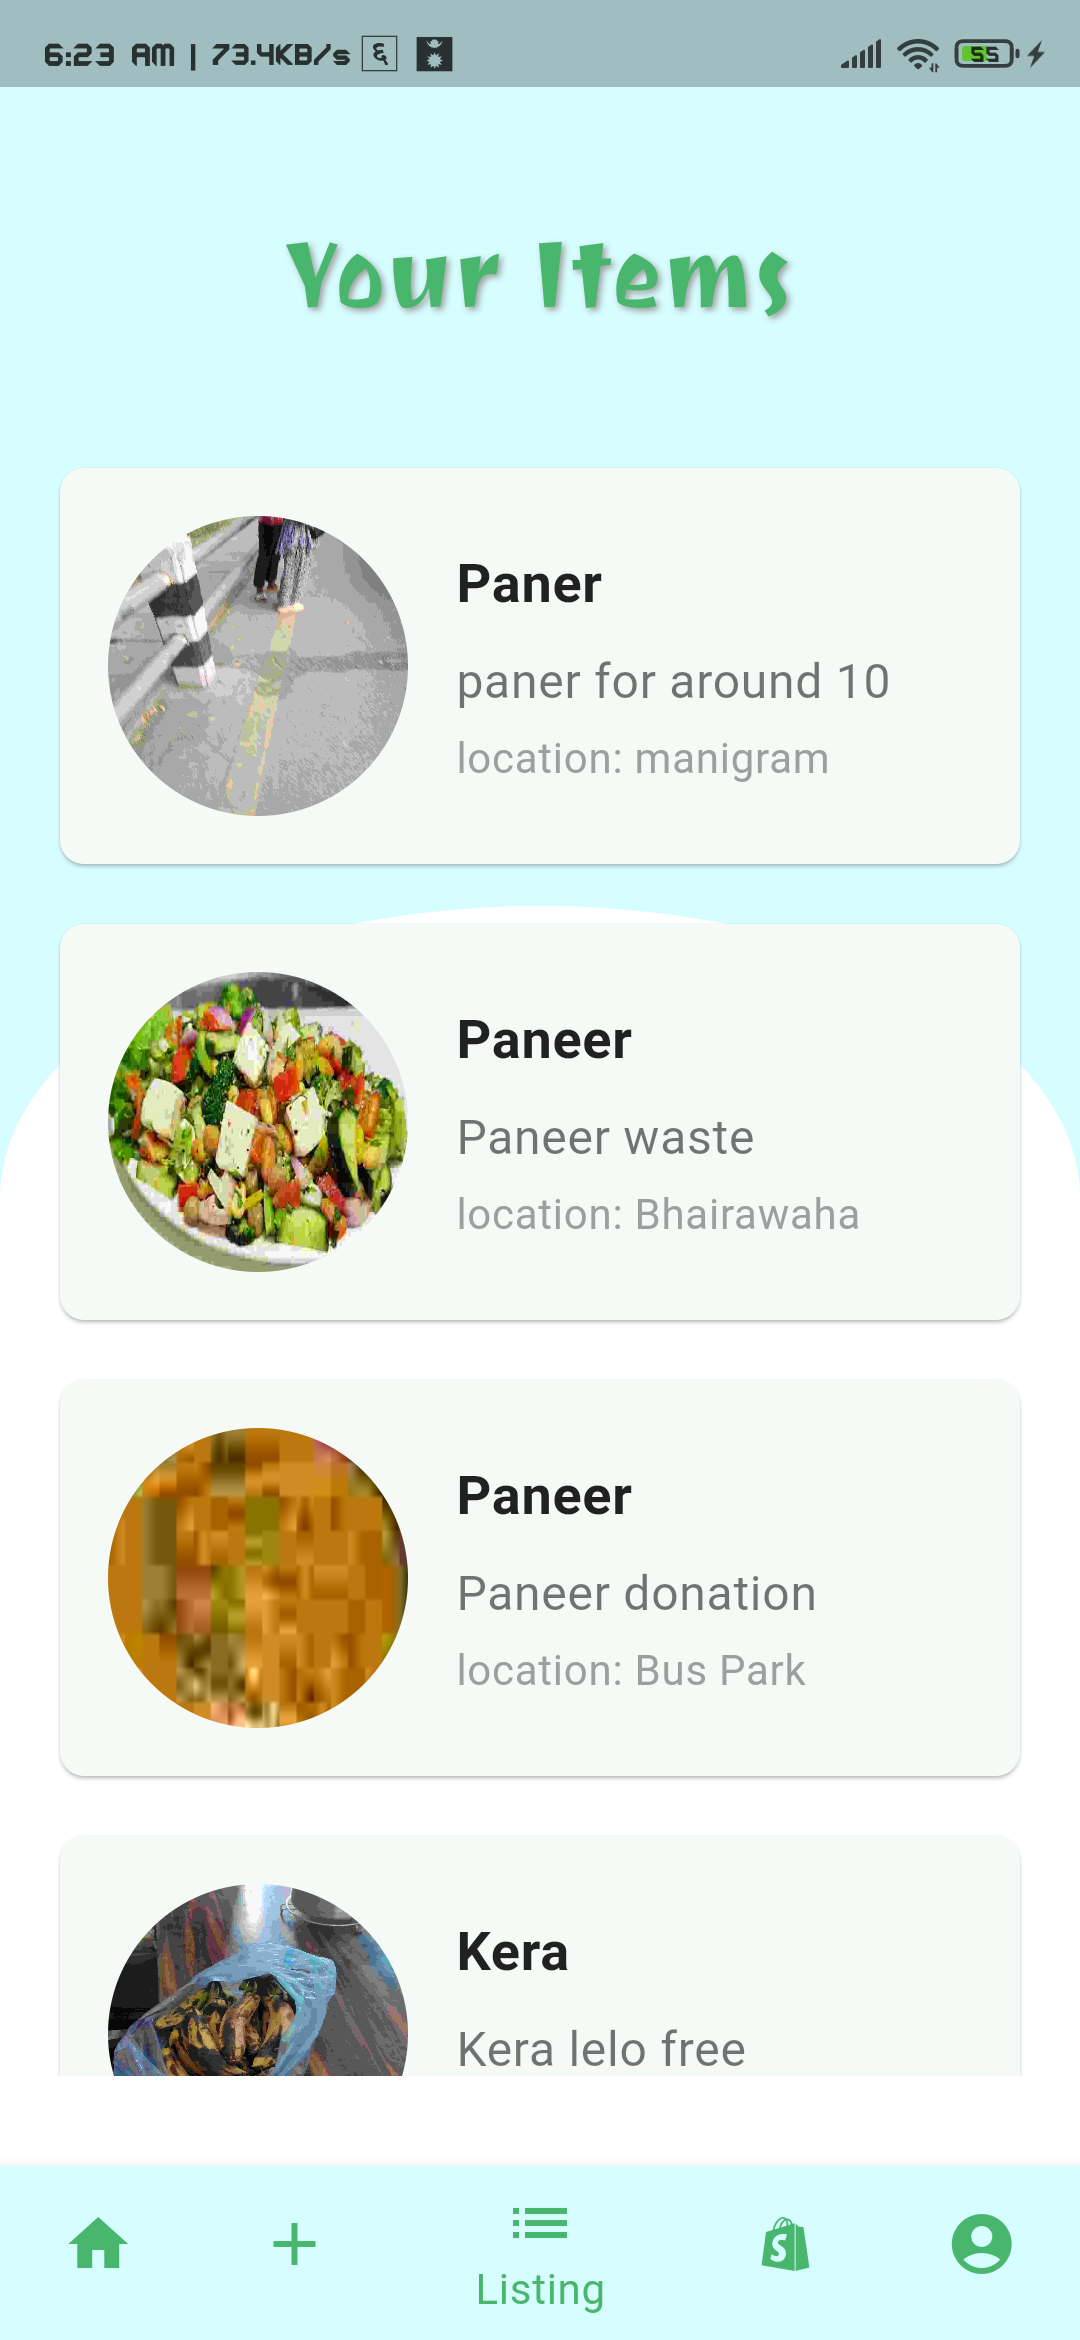 6:23 AM | 73.4KB/s ६
55
Your Items
Paner
paner for around 10
location: manigram
Paneer
Paneer waste
location: Bhairawaha
Paneer
Paneer donation
location: Bus Park
Kera
Kera lelo free
Listing